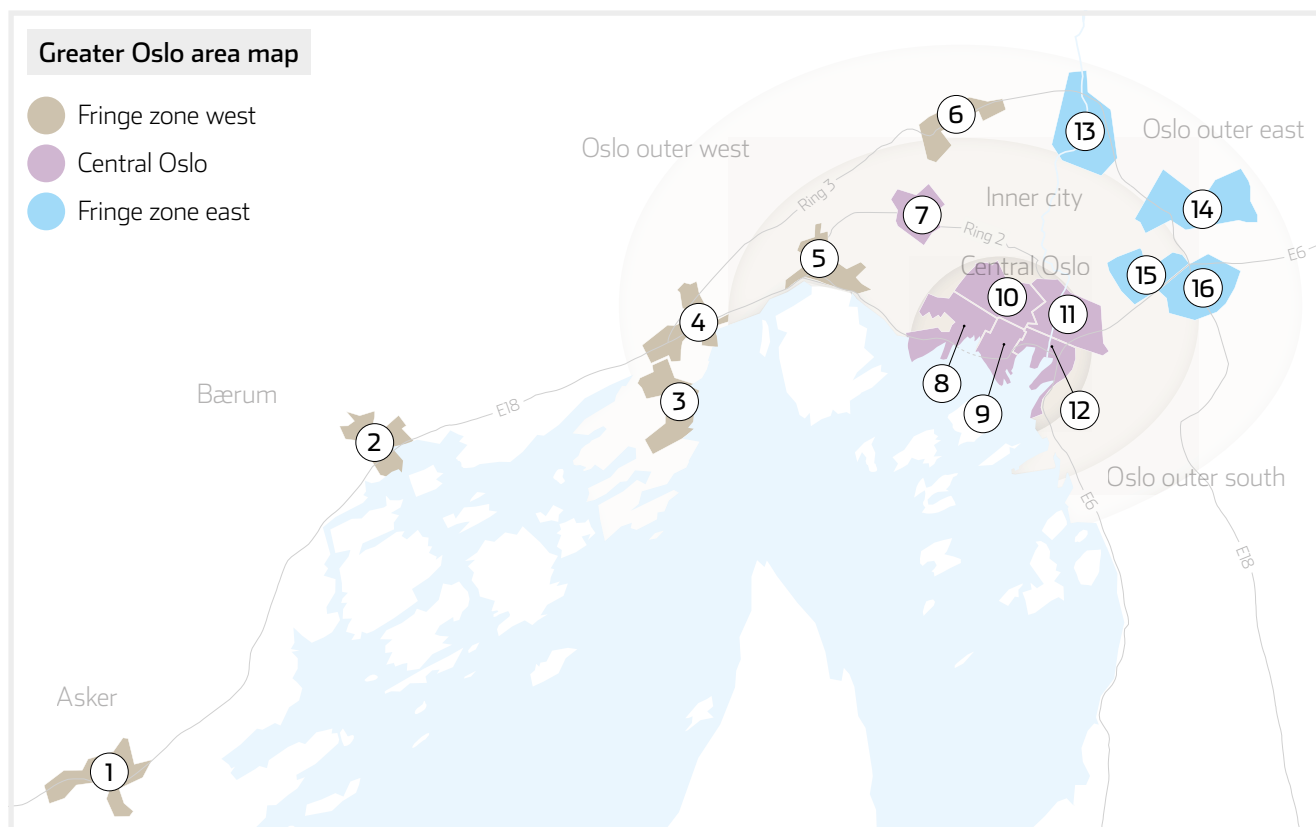 Greater Oslo area map
Fringe zone west
Central Oslo
Fringe zone east
6
13
Oslo outer east
Oslo outer west
Ring 3
Inner city
7
14
Ring 2
E6
5
Central Oslo
15
16
10
11
4
8
9
12
3
Bærum
E18
2
Oslo outer south
E6
E18
Asker
1